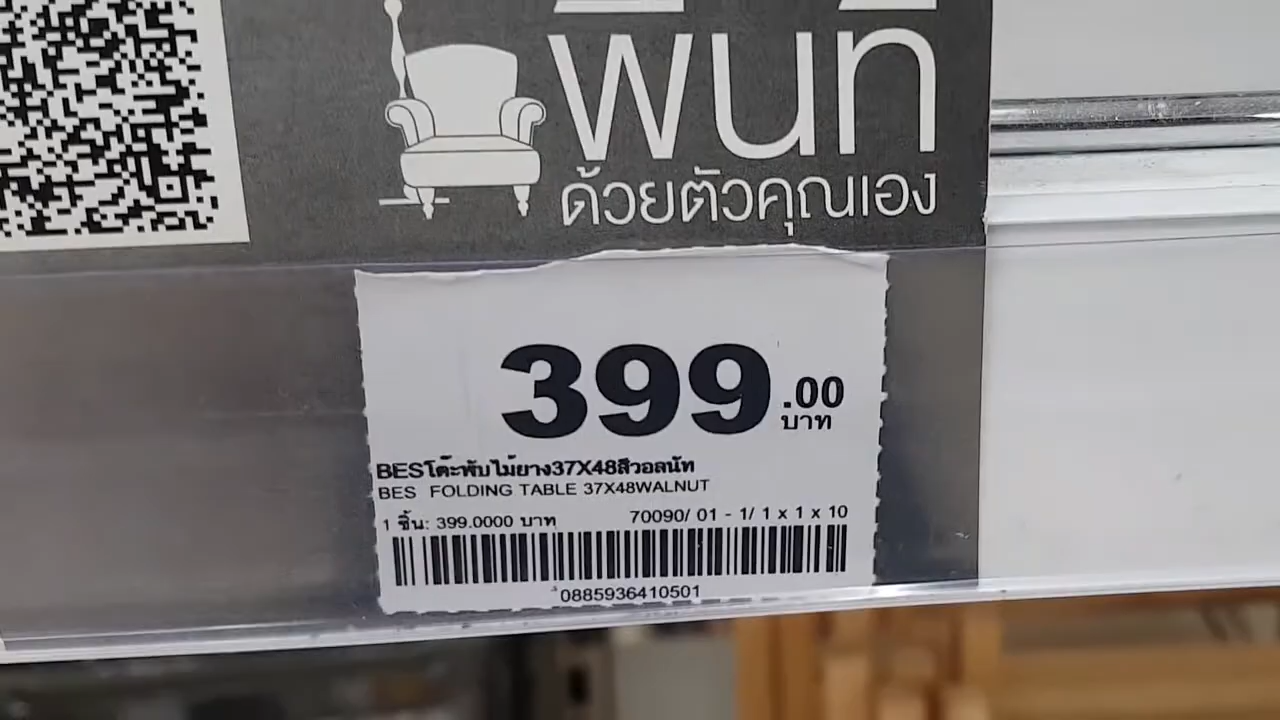 พินท
ด้วยตัวคุณเอง
399.00
บาท
BESโต๊ะพับไม้ยาง37X48สีวอลนัท
BES FOLDING TABLE 37X48WALNUT
1 ชิ้น: 399.0000 บาท
70090/ 01 - 1/ 1 x 1 x 10
0885936410501